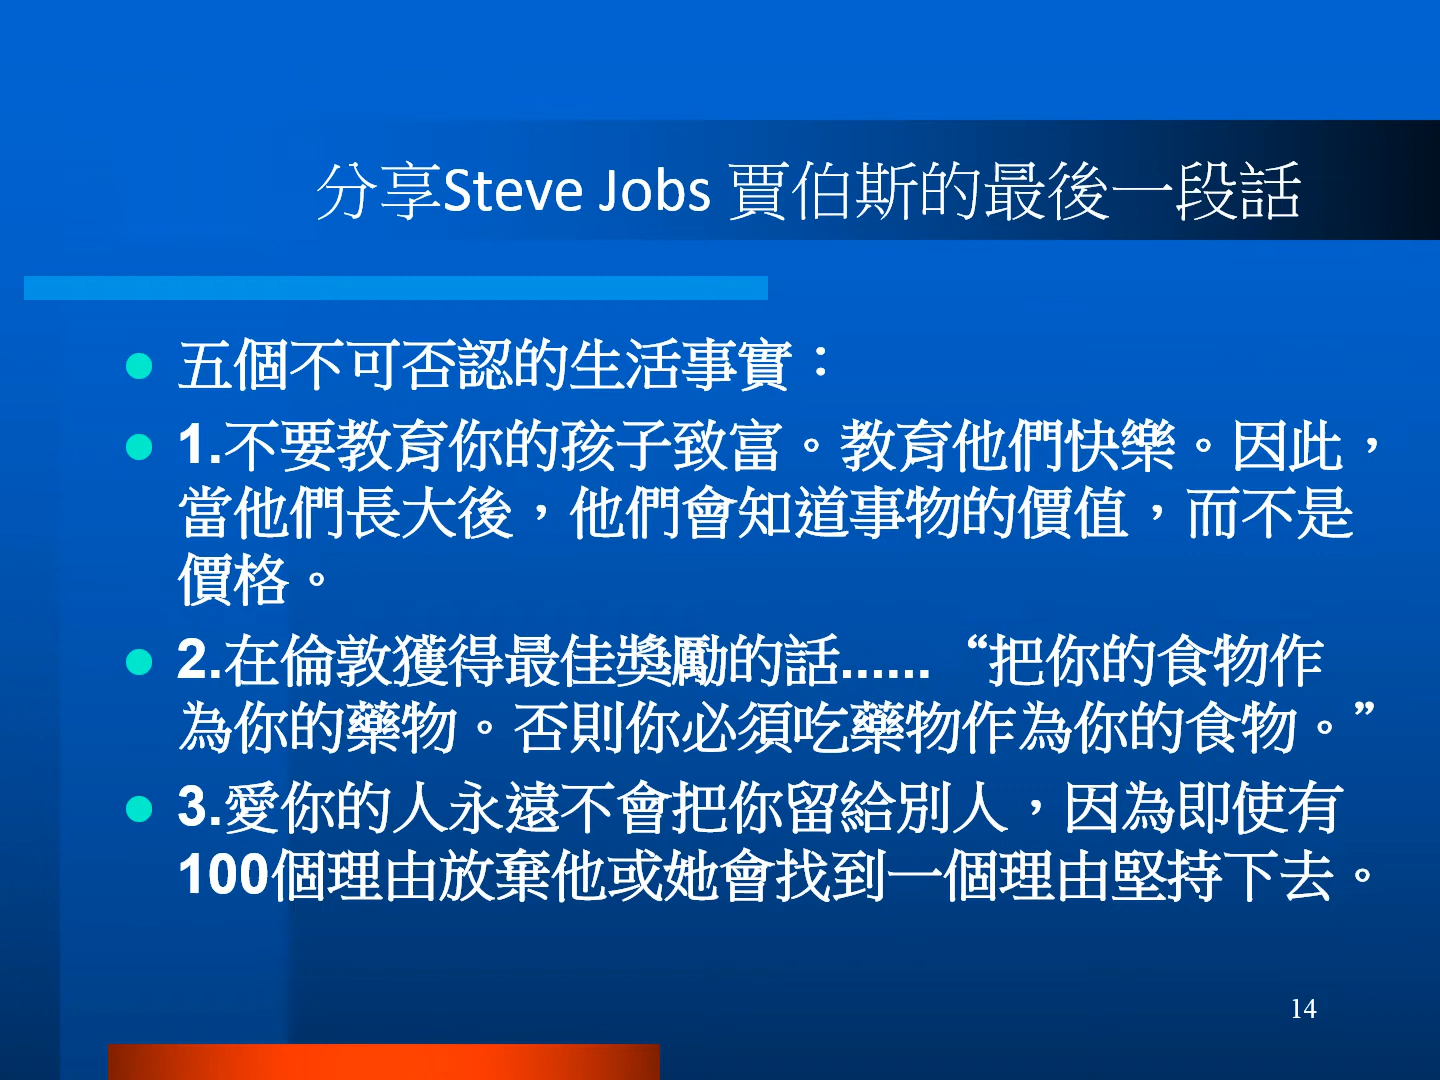 分享Steve Jobs 賈伯斯的最後一段話
五個不可否認的生活事實：
1.不要教育你的孩子致富。教育他們快樂。因此，
當他們長大後，他們會知道事物的價值，而不是
價格。
2.在倫敦獲得最佳獎勵的話......“把你的食物作
為你的藥物。否則你必須吃藥物作為你的食物。”
3.愛你的人永遠不會把你留給別人，因為即使有
100個理由放棄他或她會找到一個理由堅持下去。
14